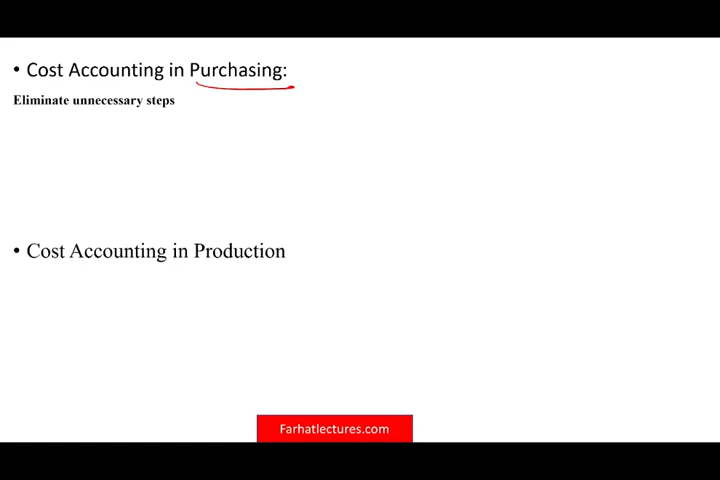 • Cost Accounting in Purchasing:
Eliminate unnecessary steps
• Cost Accounting in Production
Farhatlectures.com